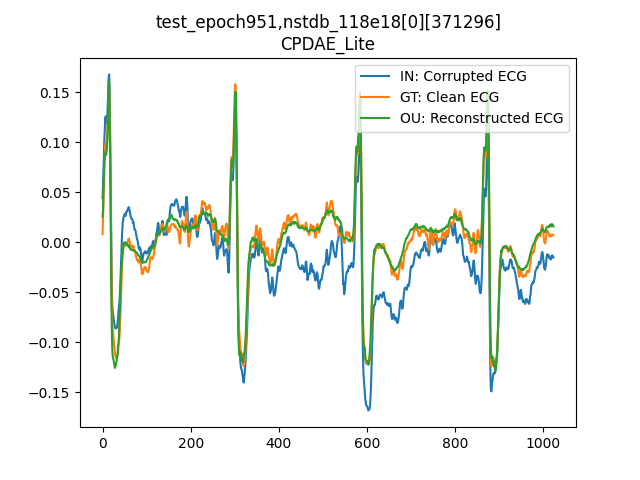 test_epoch951,nstdb_118e18[0][371296]
CPDAE_Lite
IN: Corrupted ECG
GT: Clean ECG
OU: Reconstructed ECG
0.15
0.10
0.05
0.00
−0.05
−0.10
−0.15
0 200 400 600 800 1000